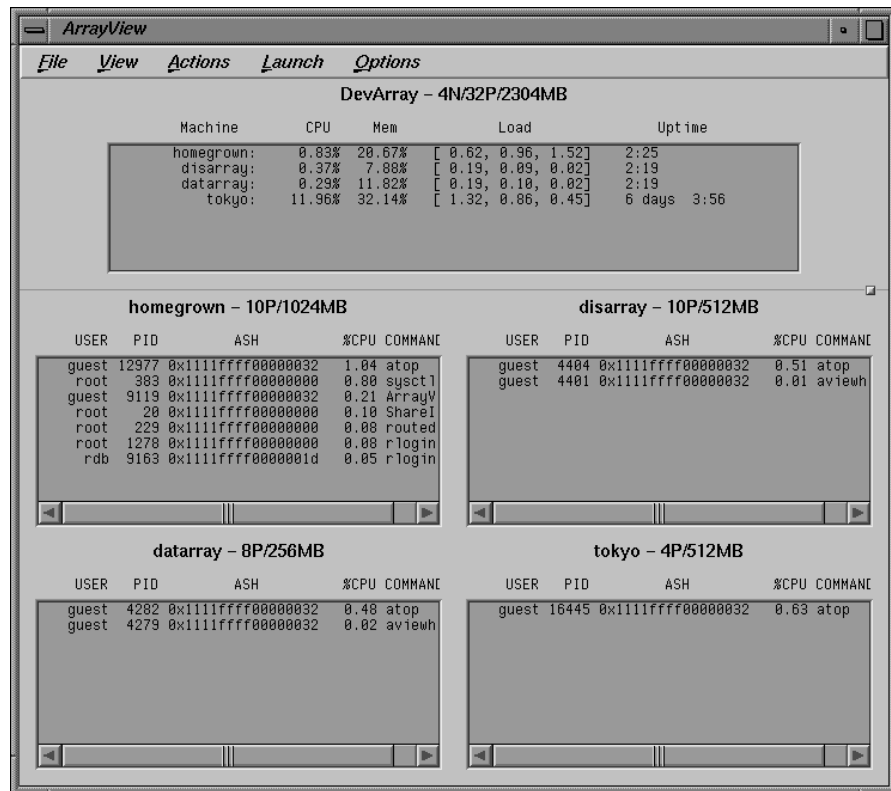 ArrayView
File View Actions Launch Options
DevArray – 4N/32P/2304MB
Machine CPU Mem Load Uptime
homegrown: 0.83% 20.67% [ 0.62, 0.96, 1.52] 2:25
disarray: 0.37% 7.88% [ 0.19, 0.09, 0.02] 2:19
datarray: 0.29% 11.82% [ 0.19, 0.10, 0.02] 2:19
tokyo: 11.96% 32.14% [ 1.32, 0.86, 0.45] 6 days 3:56
homegrown – 10P/1024MB
USER PID ASH %CPU COMMAND
guest 12977 0x1111ffff00000032 1.04 atop
root 383 0x1111ffff00000000 0.80 sysctl
guest 9119 0x1111ffff00000032 0.21 ArrayV
root 20 0x1111ffff00000000 0.10 ShareI
root 229 0x1111ffff00000000 0.08 routed
root 1278 0x1111ffff00000000 0.08 rlogin
rdb 9163 0x1111ffff0000001d 0.05 rlogin
disarray – 10P/512MB
USER PID ASH %CPU COMMAND
guest 4404 0x1111ffff00000032 0.51 atop
guest 4401 0x1111ffff00000032 0.01 aviewh
datarray – 8P/256MB
USER PID ASH %CPU COMMAND
guest 4282 0x1111ffff00000032 0.48 atop
guest 4279 0x1111ffff00000032 0.02 aviewh
tokyo – 4P/512MB
USER PID ASH %CPU COMMAND
guest 16445 0x1111ffff00000032 0.63 atop